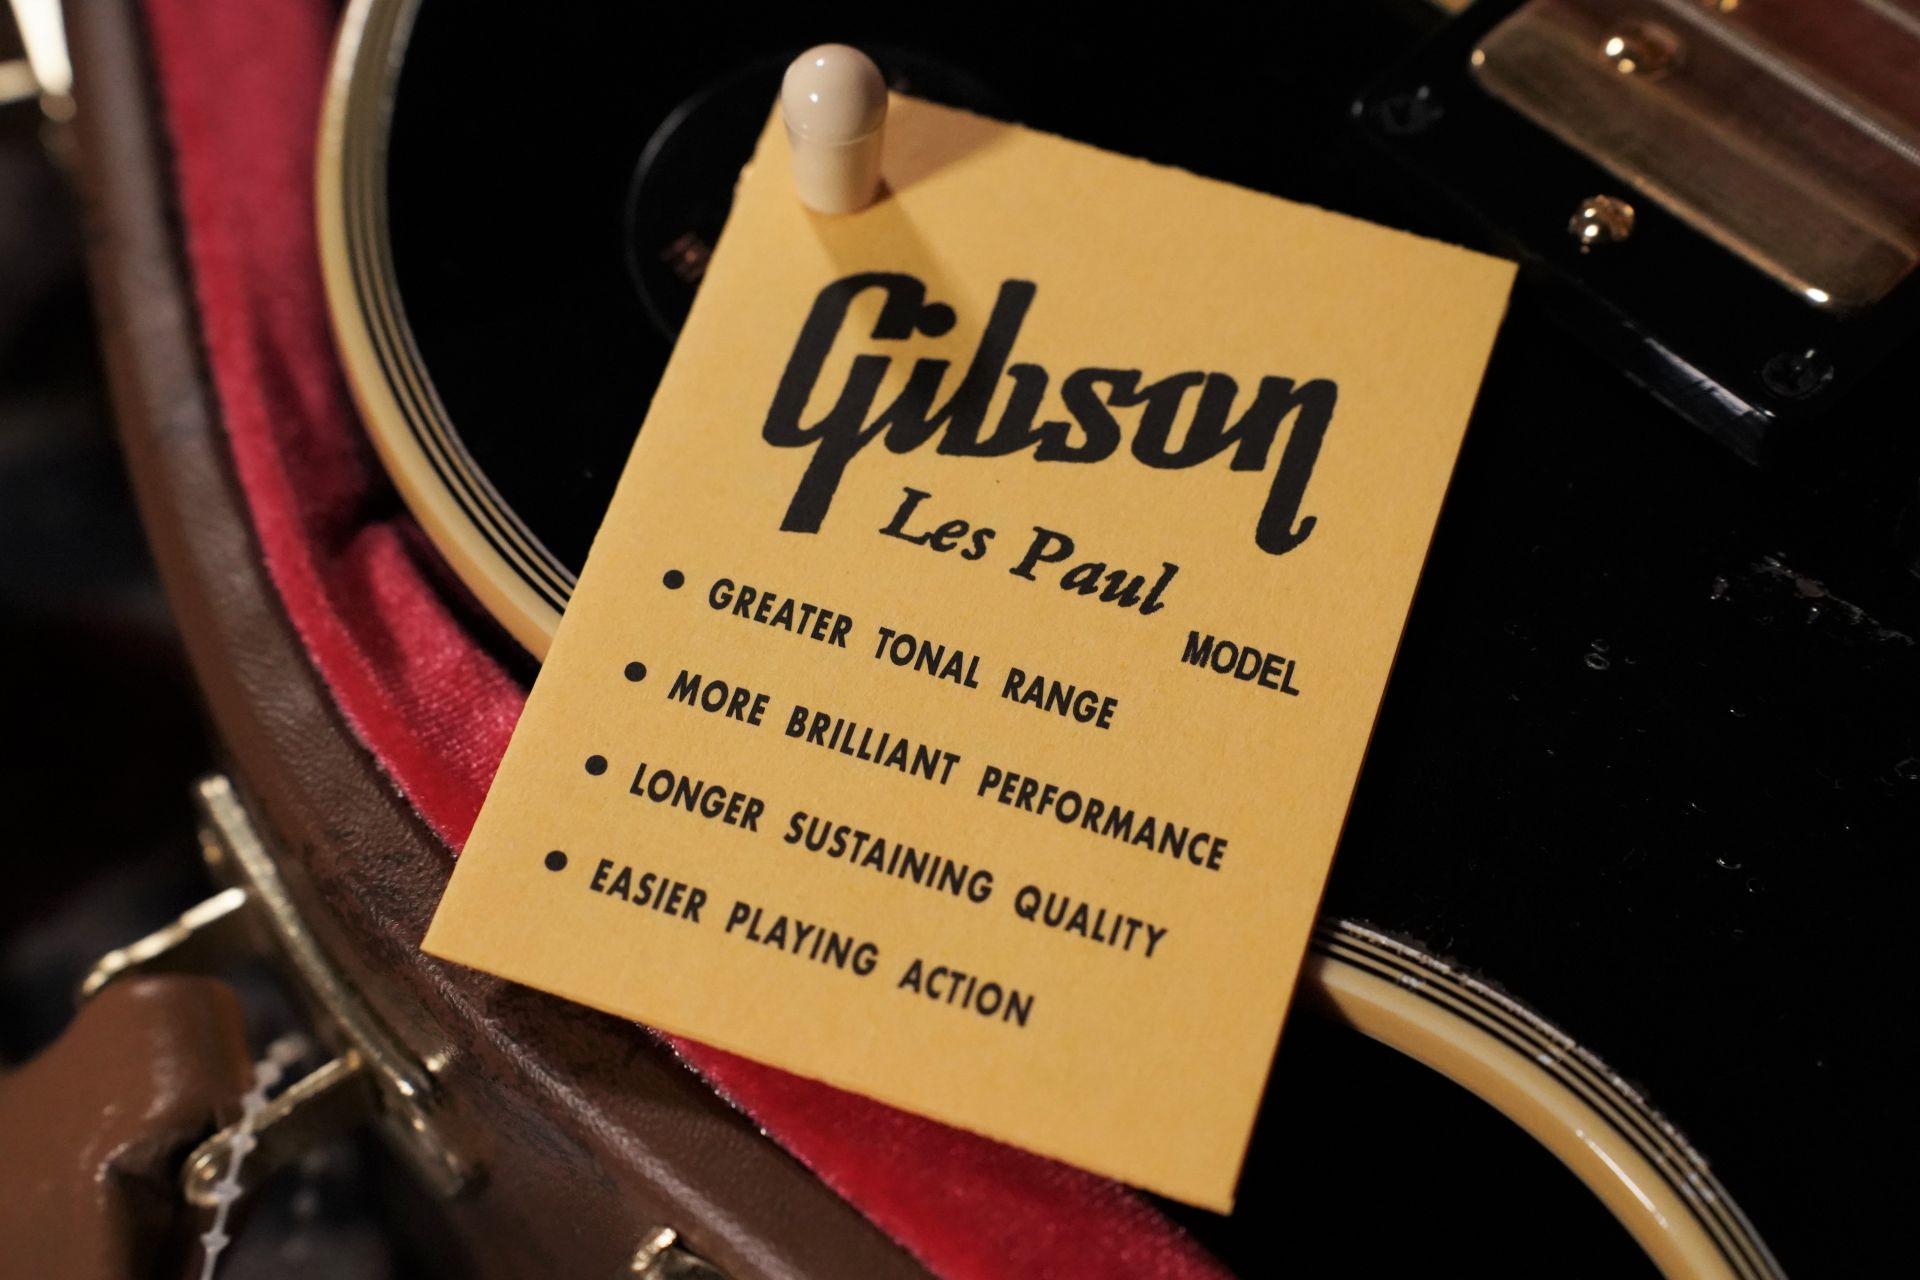 Gibson
Les Paul
MODEL
• GREATER TONAL RANGE
• MORE BRILLIANT PERFORMANCE
• LONGER SUSTAINING QUALITY
• EASIER PLAYING ACTION